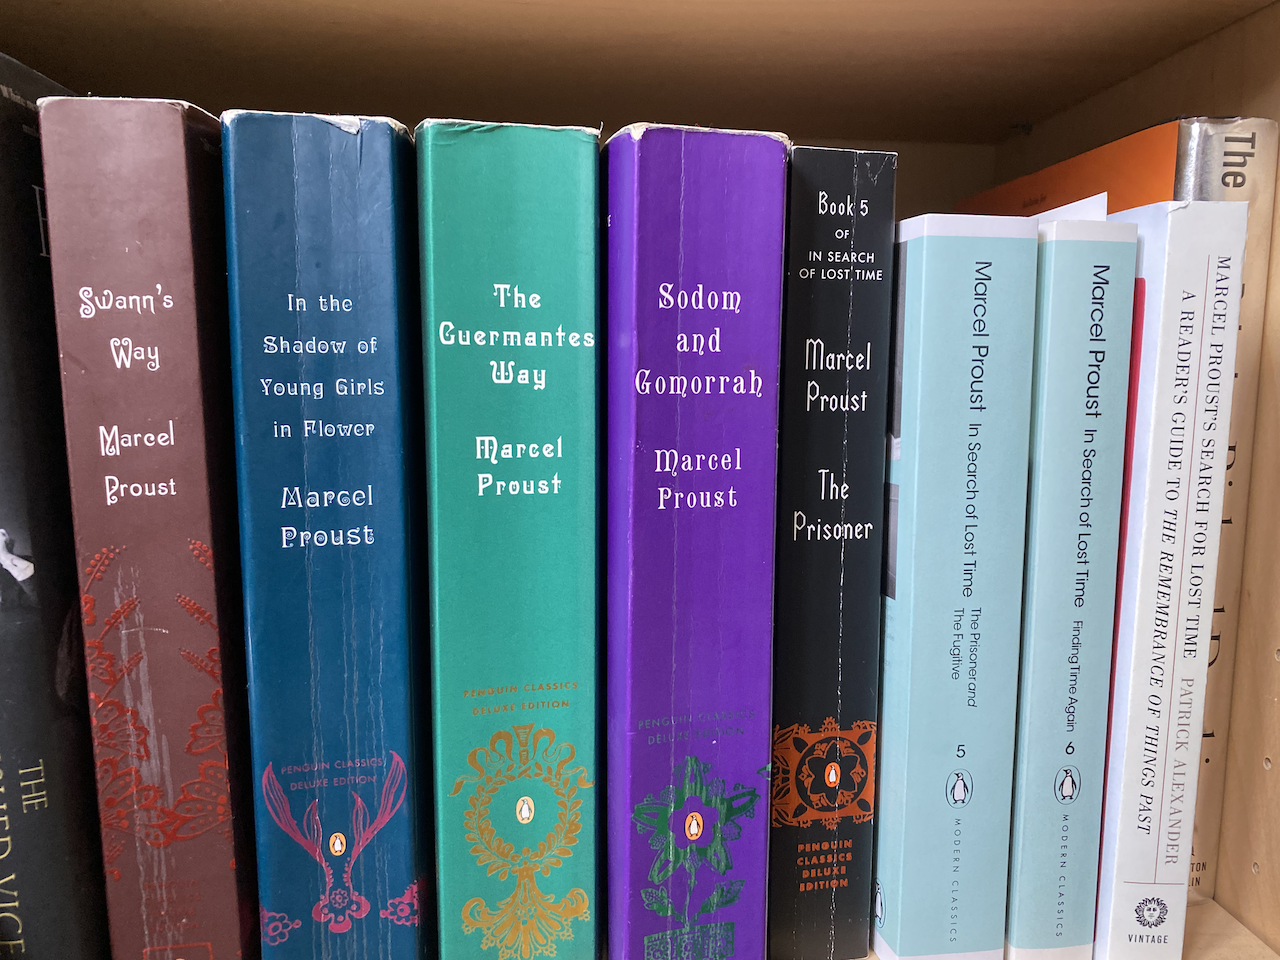 THE
VICE
Swann's
Way
Marcel
Proust
In the
Shadow of
Young Girls
in Flower
Marcel
Proust
PENGUIN CLASSICS
DELUXE EDITION
The
Guermantes
Way
Marcel
Proust
PENGUIN CLASSICS
DELUXE EDITION
Sodom
and
Gomorrah
Marcel
Proust
PENGUIN CLASSICS
DELUXE EDITION
Book 5
OF
IN SEARCH
OF LOST TIME
Marcel
Proust
The
Prisoner
PENGUIN
CLASSICS
DELUXE
EDITION
Marcel Proust In Search of Lost Time The Prisoner and
The Fugitive
5
MODERN CLASSICS
Marcel Proust In Search of Lost Time Finding Time Again 6
MODERN CLASSICS
MARCEL PROUST'S SEARCH FOR LOST TIME PATRICK ALEXANDER
A READER'S GUIDE TO THE REMEMBRANCE OF THINGS PAST
VINTAGE
The